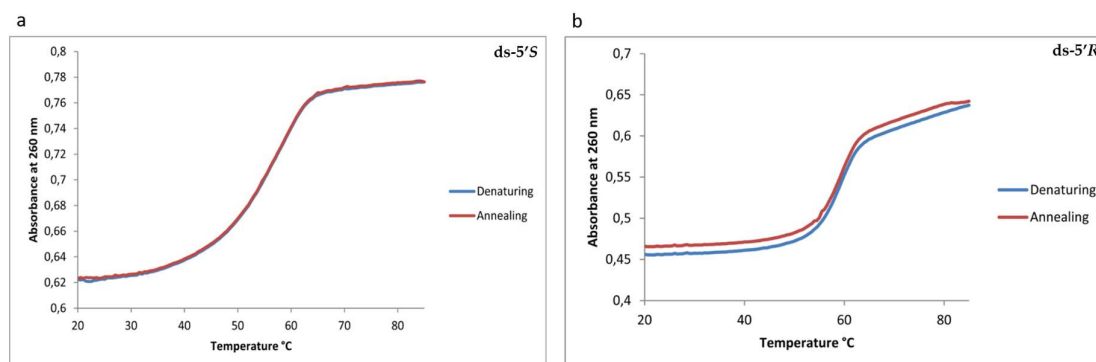 a
ds-5'S
0,8
0,78
0,76
0,74
0,72
0,7
0,68
0,66
0,64
0,62
0,6
Absorbance at 260 nm
20 30 40 50 60 70 80
Temperature °C
Denaturing
Annealing
b
ds-5'R
0,7
0,65
0,6
0,55
0,5
0,45
0,4
Absorbance at 260 nm
20 40 60 80
Temperature °C
Denaturing
Annealing